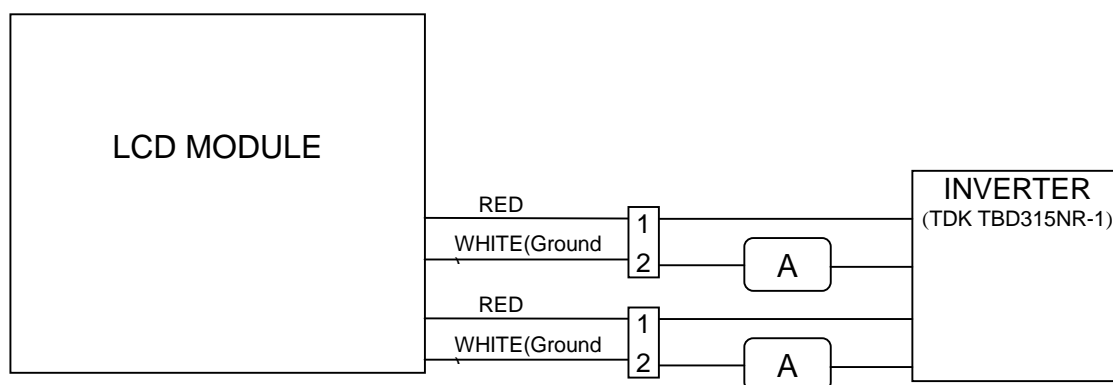 LCD MODULE
INVERTER
(TDK TBD315NR-1)
RED
1
WHITE(Ground
2
A
RED
1
WHITE(Ground
2
A